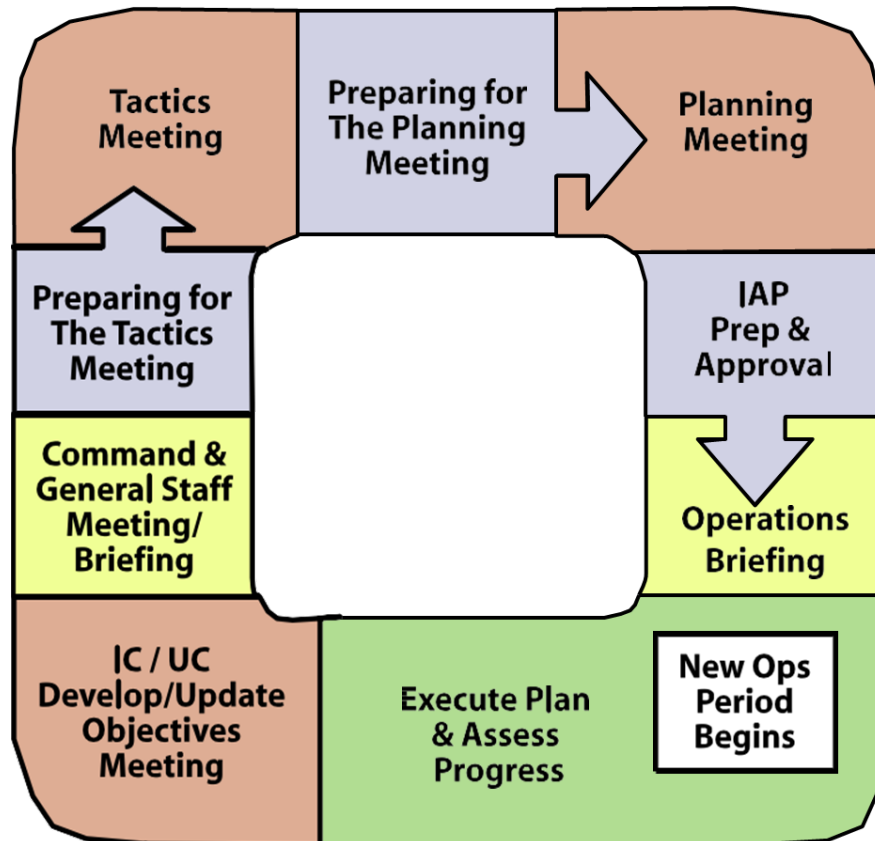 Tactics
Meeting
Preparing for
The Planning
Meeting
Planning
Meeting
Preparing for
The Tactics
Meeting
IAP
Prep &
Approval
Command &
General Staff
Meeting/
Briefing
Operations
Briefing
IC / UC
Develop/Update
Objectives
Meeting
Execute Plan
& Assess
Progress
New Ops
Period
Begins